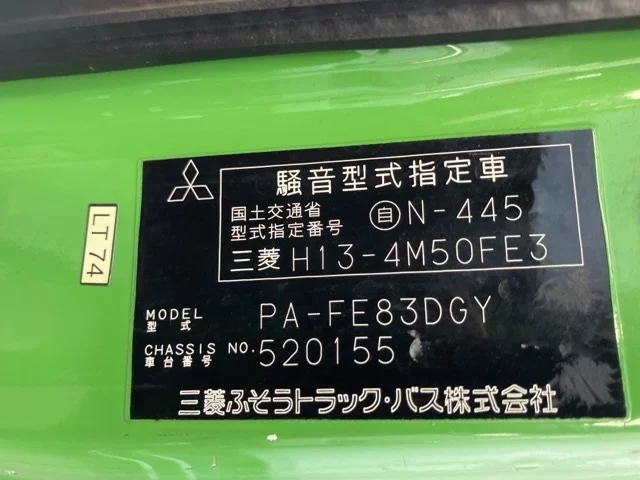 騒音型式指定車
国土交通省
型式指定番号 自N-445
三菱 H13-4M50FE3
LT74
MODEL
型式 PA-FE83DGY
CHASSIS NO.
車台番号 520155
三菱ふそうトラック・バス株式会社